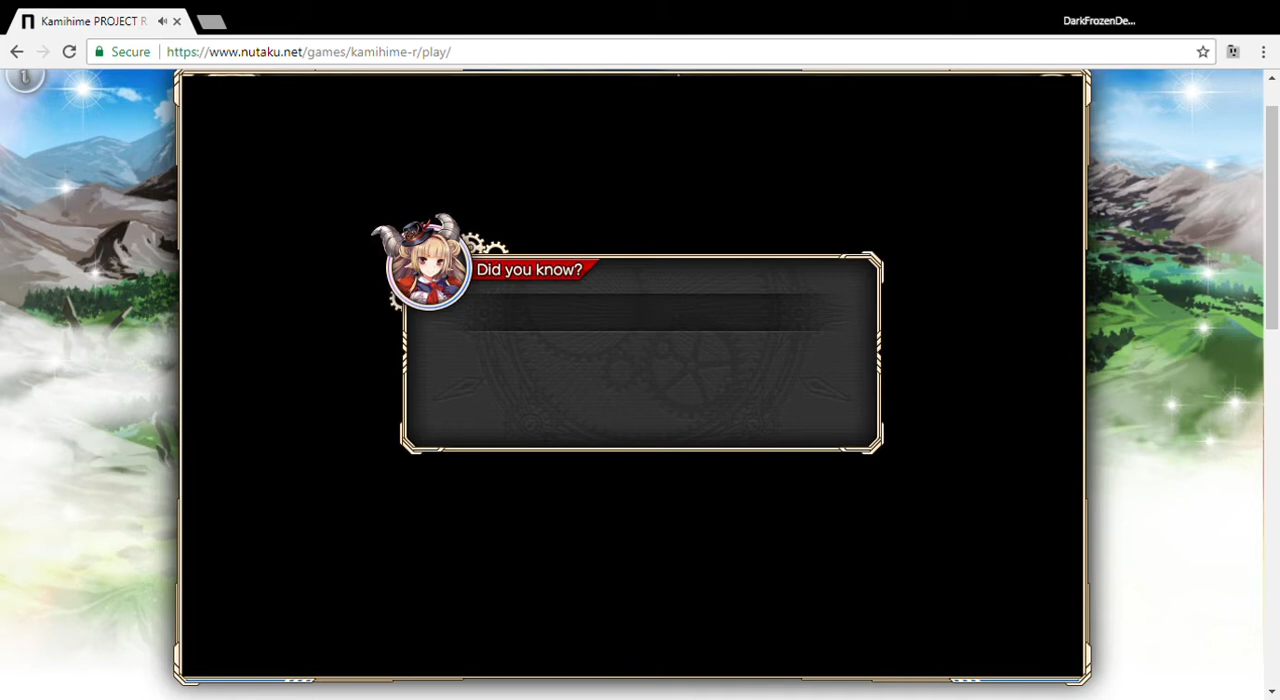 Kamihime PROJECT R
DarkFrozenDe...
Secure
https://www.nutaku.net/games/kamihime-r/play/
i
Did you know?